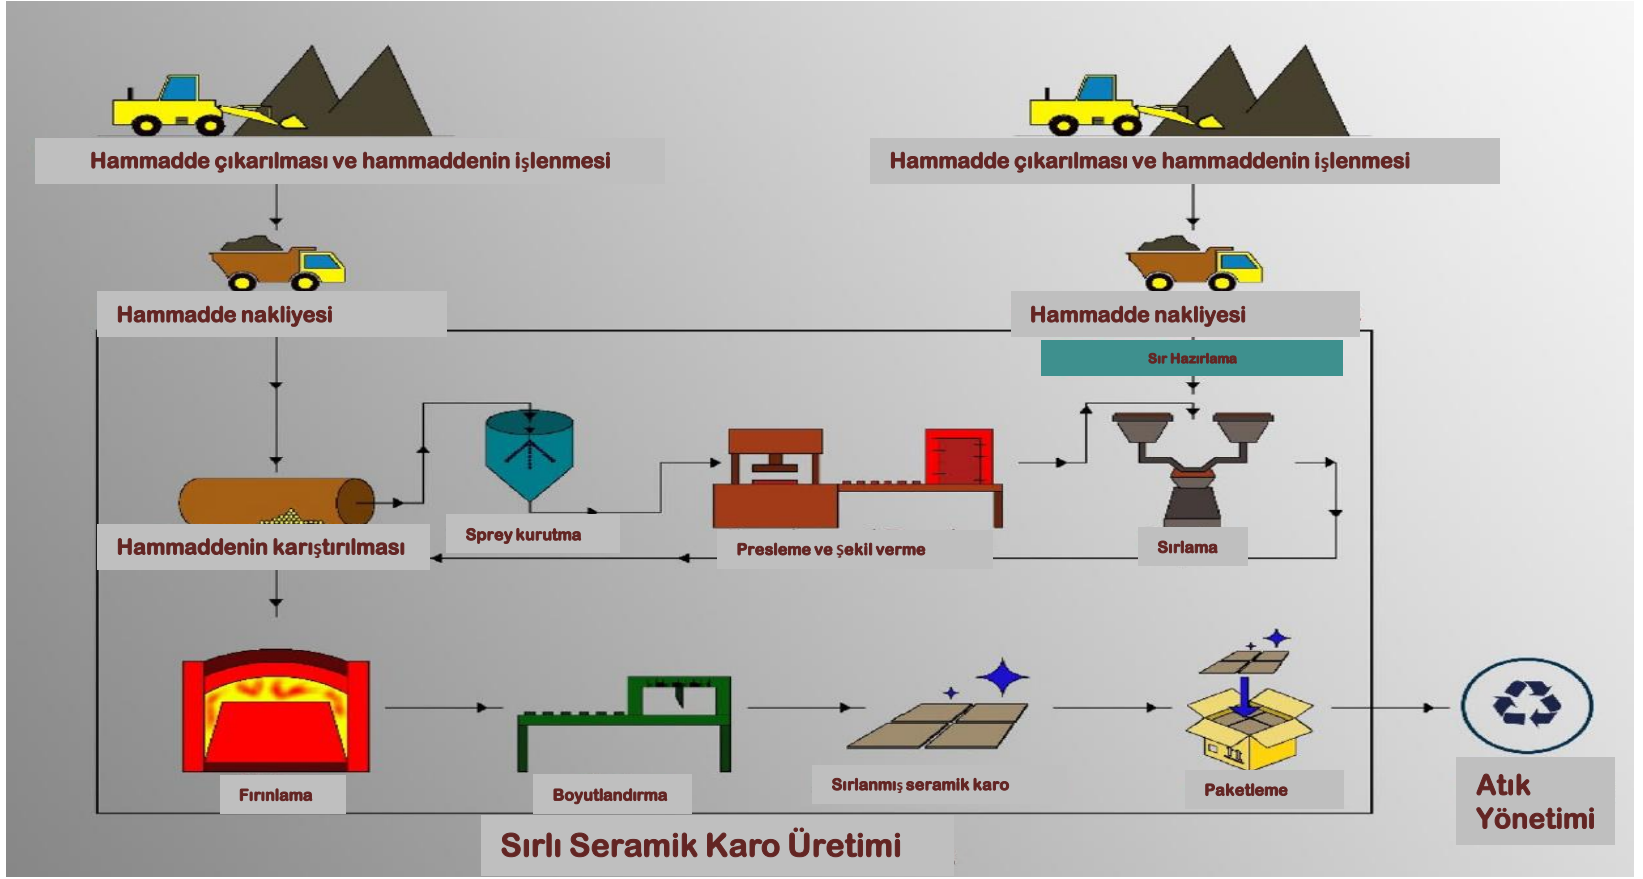 Hammadde çıkarılması ve hammaddenin işlenmesi
Hammadde çıkarılması ve hammaddenin işlenmesi
Hammadde nakliyesi
Hammadde nakliyesi
Sır Hazırlama
Sprey kurutma
Hammaddenin karıştırılması
Presleme ve şekil verme
Sırlama
Fırınlama
Boyutlandırma
Sırlanmış seramik karo
Paketleme
Atık
Yönetimi
Sırlı Seramik Karo Üretimi